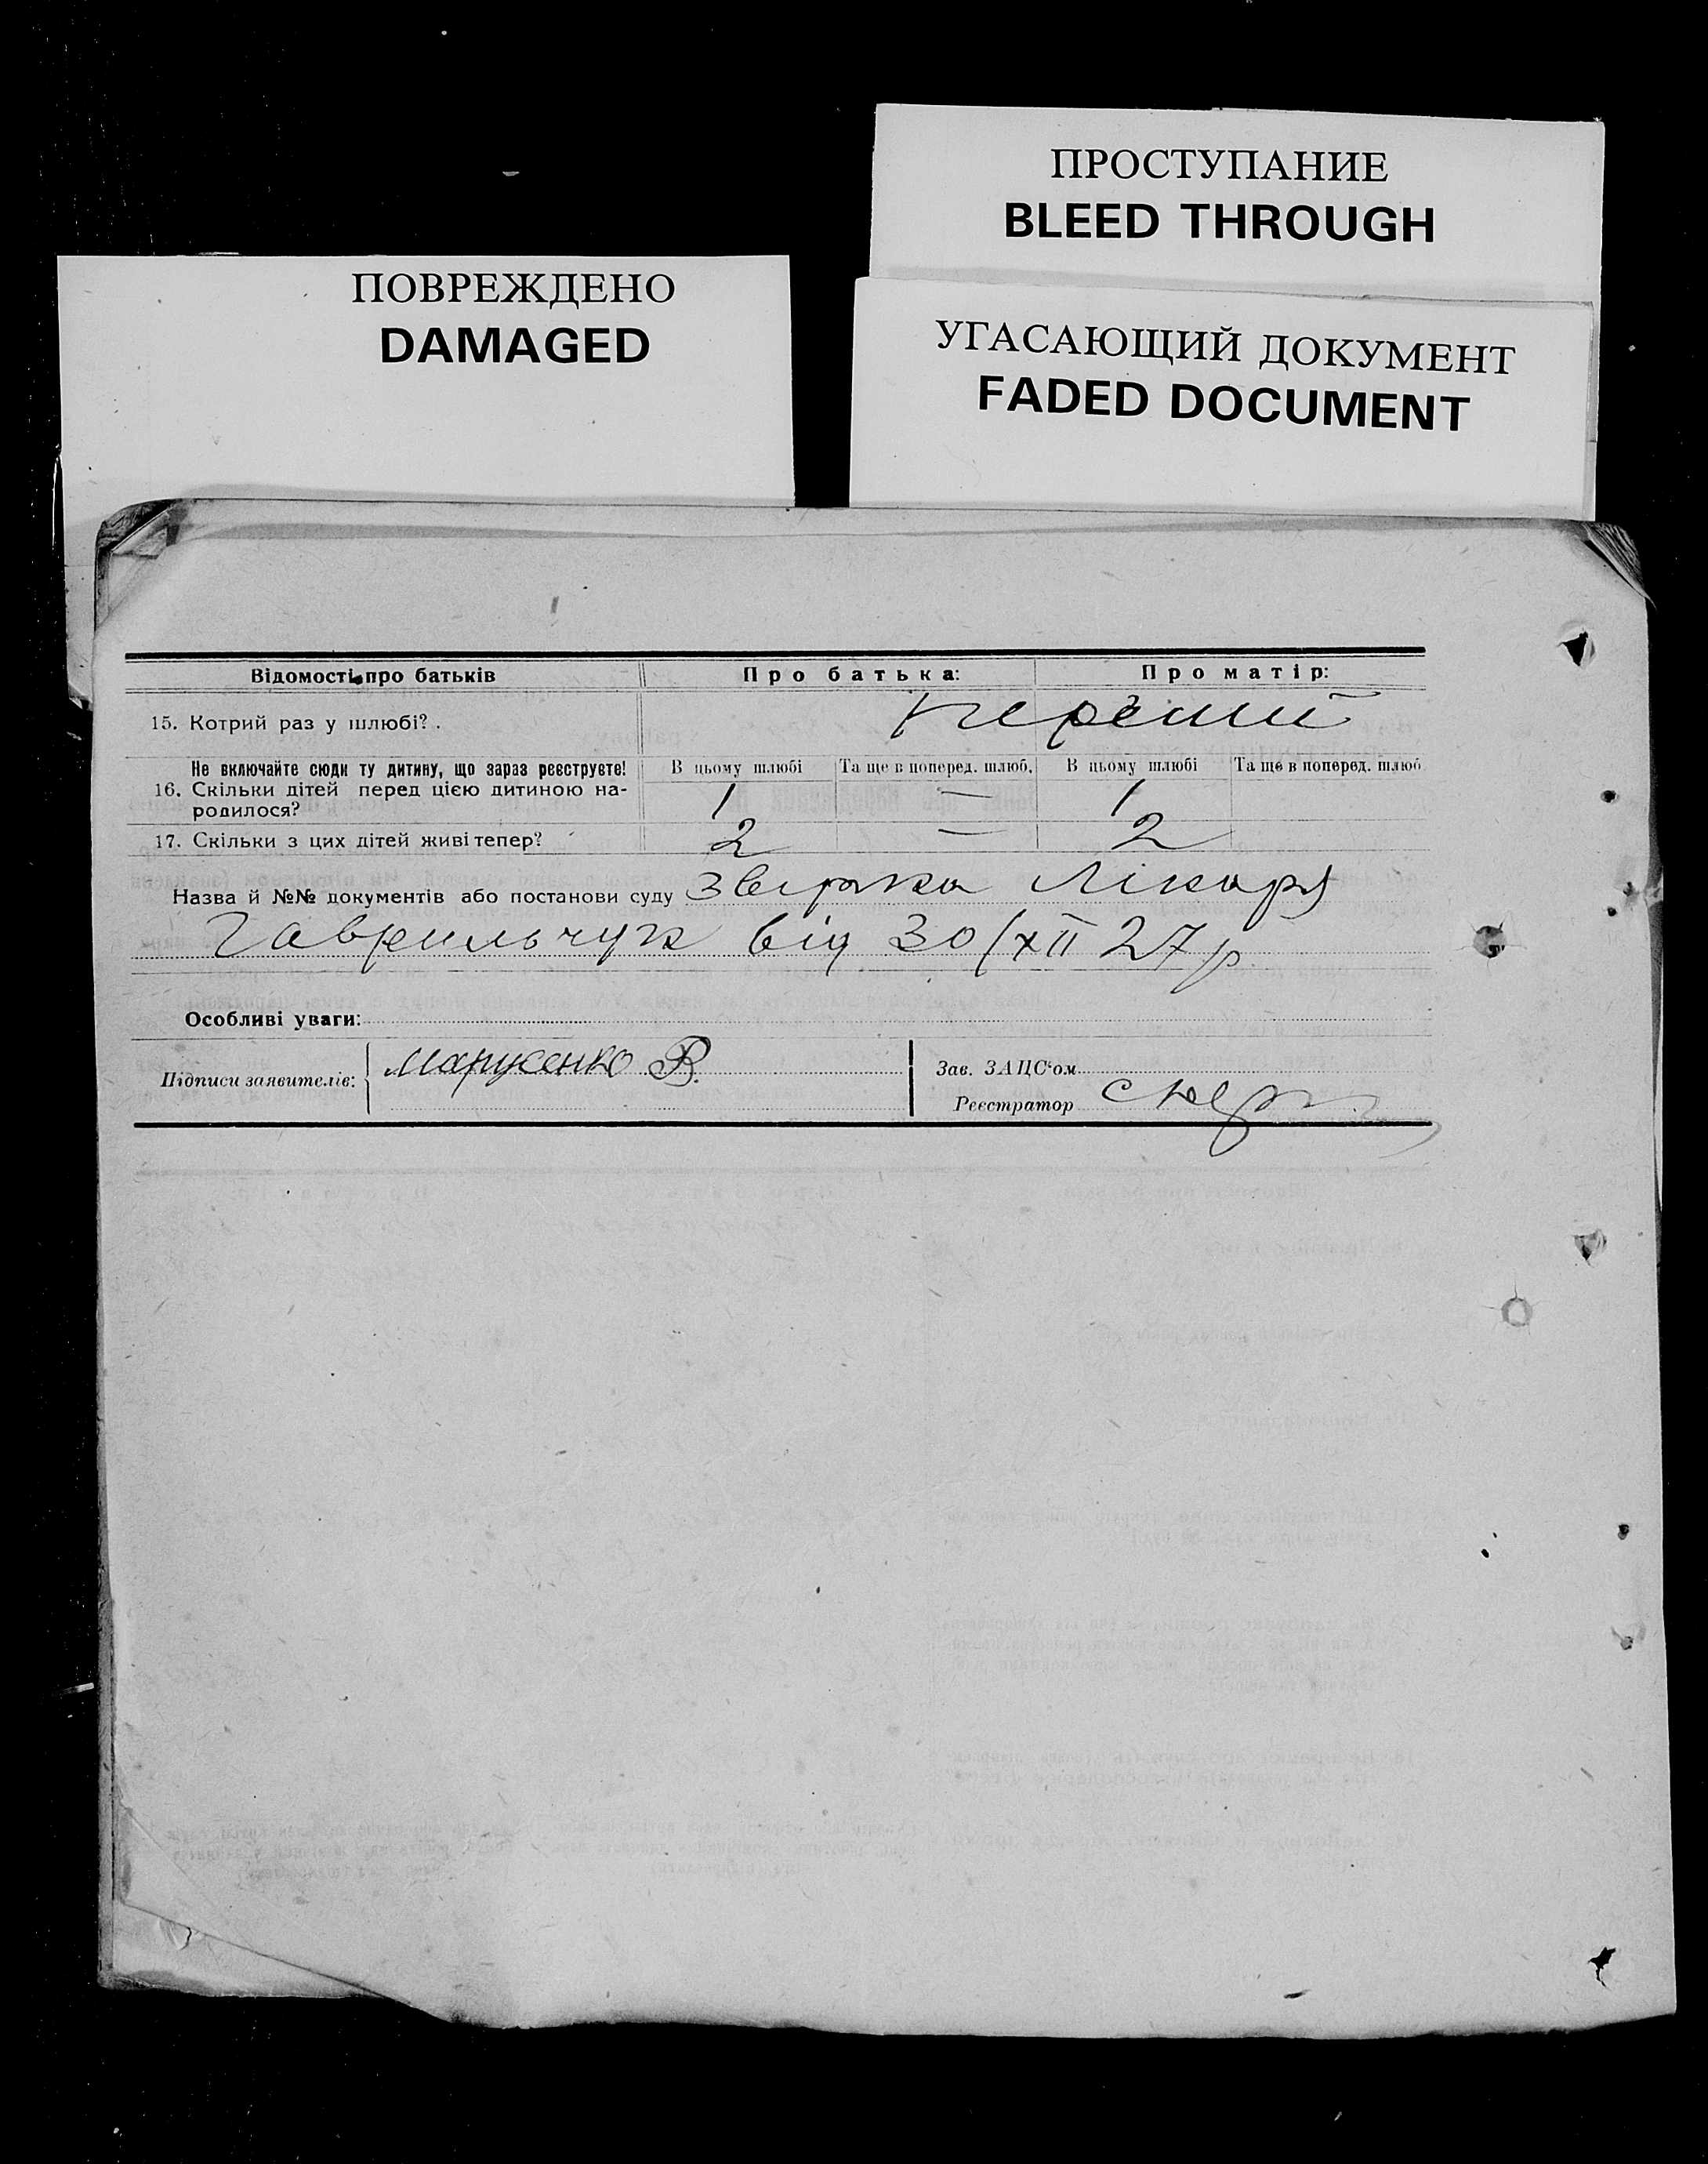 ПРОСТУПАНИЕ
BLEED THROUGH
ПОВРЕЖДЕНО
DAMAGED
УГАСАЮЩИЙ ДОКУМЕНТ
FADED DOCUMENT
Відомості про батьків Про батька: Про матір:
15. Котрий раз у шлюбі? . перший
Не включайте сюди ту дитину, що зараз реєструєте! В цьому шлюбі Та ще в поперед. шлюб. В цьому шлюбі Та ще в поперед. шлюб
16. Скільки дітей перед цією дитиною на- 1 — 1
родилося?
17. Скільки з цих дітей живі тепер? 2 — 2
Назва й №№ документів або постанови суду лікаря
Гаврильчук від 30/XII 27 р
Особливі уваги:
Підписи заявителів: Марусенко В.
Зав. ЗАЦС'ом
Реєстратор